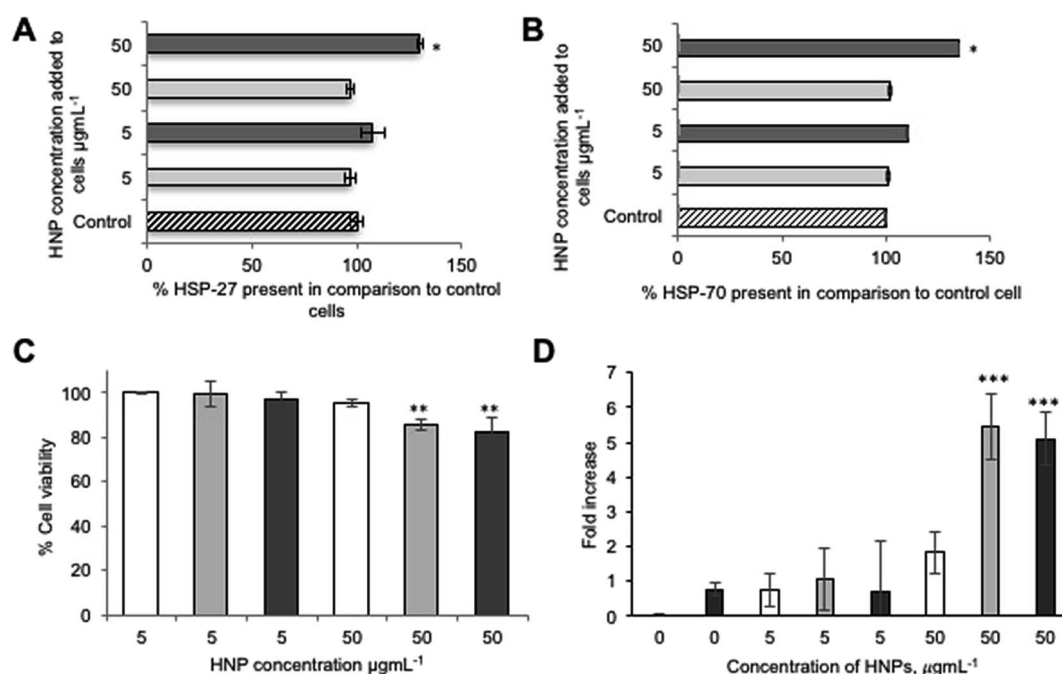 A
HNP concentration added to
cells µgmL-1
50
50
5
5
Control
*
0
50
100
150
% HSP-27 present in comparison to control
cells
B
HNP concentration added to
cells µgmL-1
50
50
5
5
Control
*
0
50
100
150
% HSP-70 present in comparison to control cell
C
% Cell viability
100
80
60
40
20
0
**
**
5
5
5
50
50
50
HNP concentration µgmL-1
D
Fold increase
7
6
5
4
3
2
1
0
***
***
0
0
5
5
5
50
50
50
Concentration of HNPs, µgmL-1